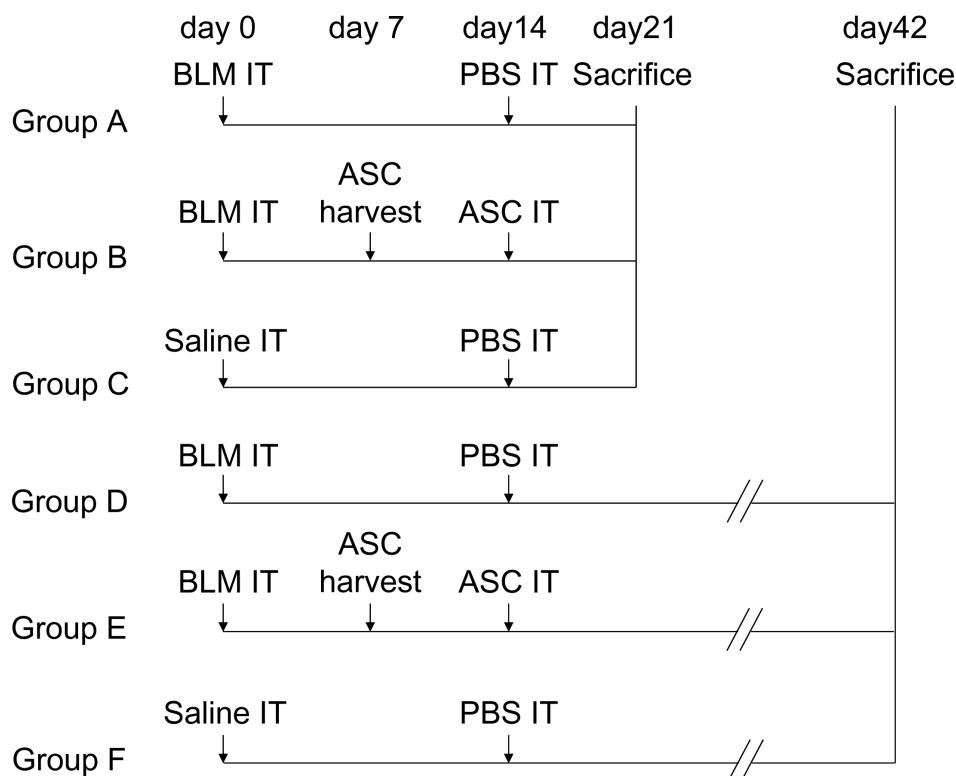 day 0 day 7 day14 day21 day42
BLM IT PBS IT Sacrifice Sacrifice
Group A
ASC
BLM IT harvest ASC IT
Group B
Saline IT PBS IT
Group C
BLM IT PBS IT
Group D
ASC
BLM IT harvest ASC IT
Group E
Saline IT PBS IT
Group F